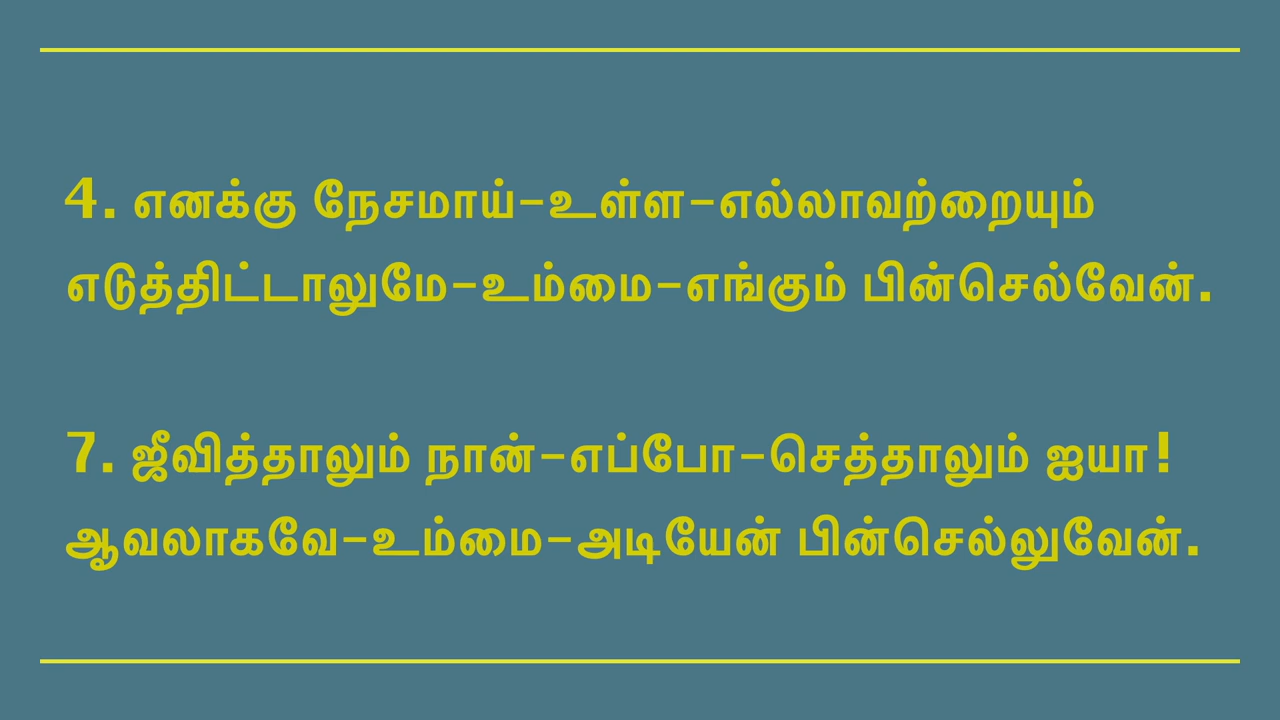 4. எனக்கு நேசமாய்-உள்ள-எல்லாவற்றையும்
எடுத்திட்டாலுமே-உம்மை-எங்கும் பின்செல்வேன்.
7. ஜீவித்தாலும் நான்-எப்போ-செத்தாலும் ஐயா!
ஆவலாகவே-உம்மை-அடியேன் பின்செல்லுவேன்.